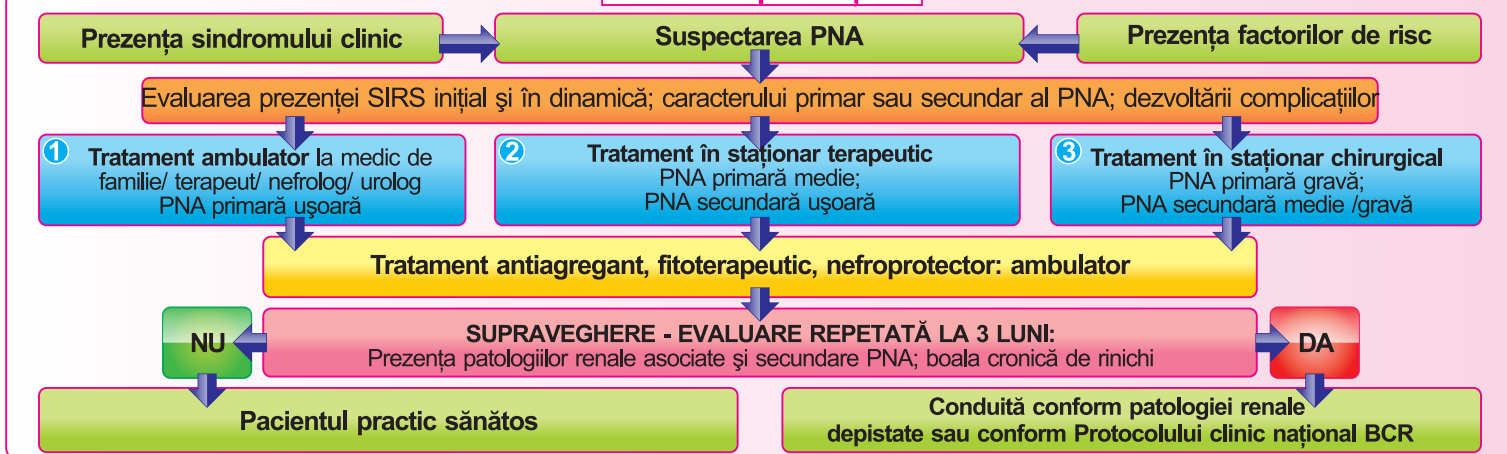 Prezența sindromului clinic
Suspectarea PNA
Prezența factorilor de risc
Evaluarea prezenței SIRS inițial şi în dinamică; caracterului primar sau secundar al PNA; dezvoltării complicațiilor
1
Tratament ambulator la medic de
familie/ terapeut/ nefrolog/ urolog
PNA primară uşoară
2
Tratament în staționar terapeutic
PNA primară medie;
PNA secundară uşoară
3
Tratament în staționar chirurgical
PNA primară gravă;
PNA secundară medie /gravă
Tratament antiagregant, fitoterapeutic, nefroprotector: ambulator
NU
SUPRAVEGHERE - EVALUARE REPETATĂ LA 3 LUNI:
Prezența patologiilor renale asociate şi secundare PNA; boala cronică de rinichi
DA
Pacientul practic sănătos
Conduită conform patologiei renale
depistate sau conform Protocolului clinic național BCR